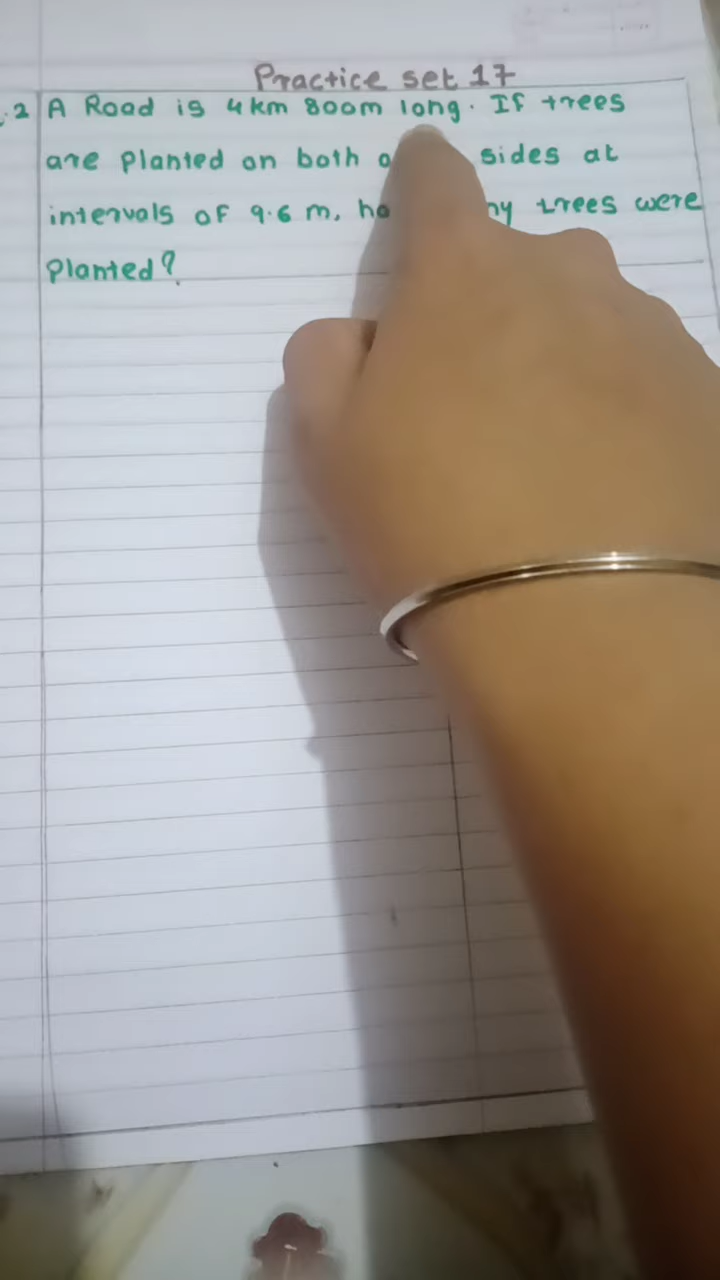 Practice set 17
.2 A Road is 4km 800m long. If trees
are planted on both sides at
intervals of 9.6 m, trees were
planted?